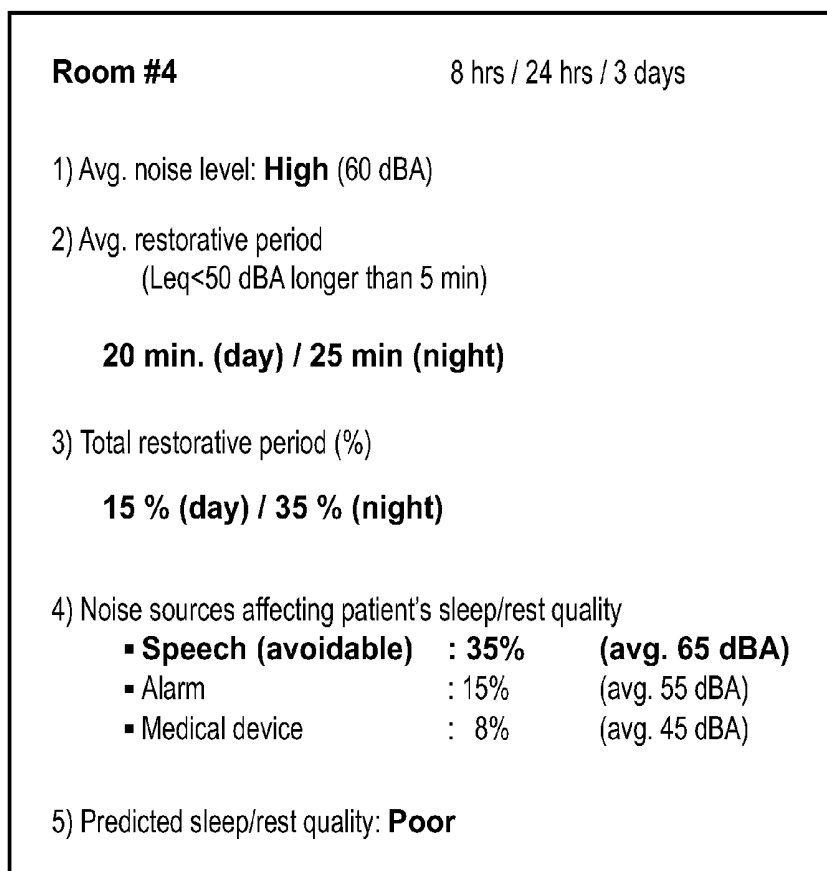 Room #4 8 hrs / 24 hrs / 3 days
1) Avg. noise level: High (60 dBA)
2) Avg. restorative period
(Leq<50 dBA longer than 5 min)
20 min. (day) / 25 min (night)
3) Total restorative period (%)
15 % (day) / 35 % (night)
4) Noise sources affecting patient's sleep/rest quality
▪ Speech (avoidable) : 35% (avg. 65 dBA)
▪ Alarm : 15% (avg. 55 dBA)
▪ Medical device : 8% (avg. 45 dBA)
5) Predicted sleep/rest quality: Poor